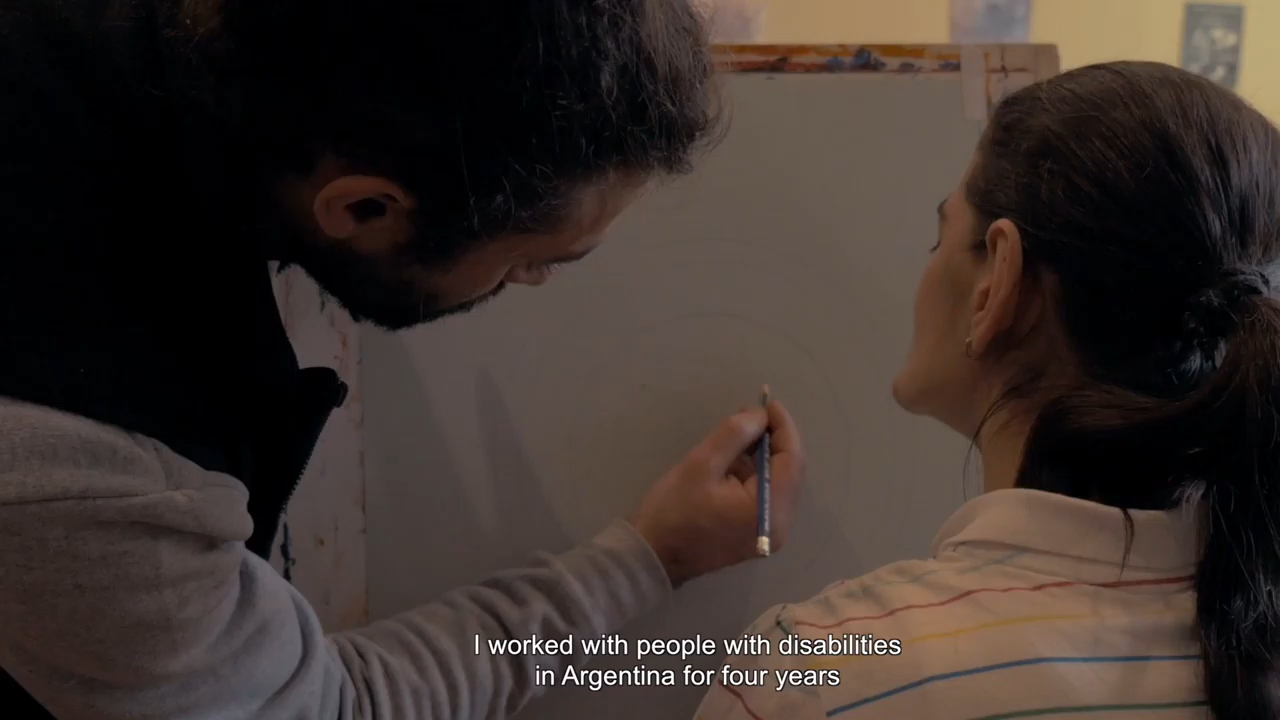 I worked with people with disabilities
in Argentina for four years